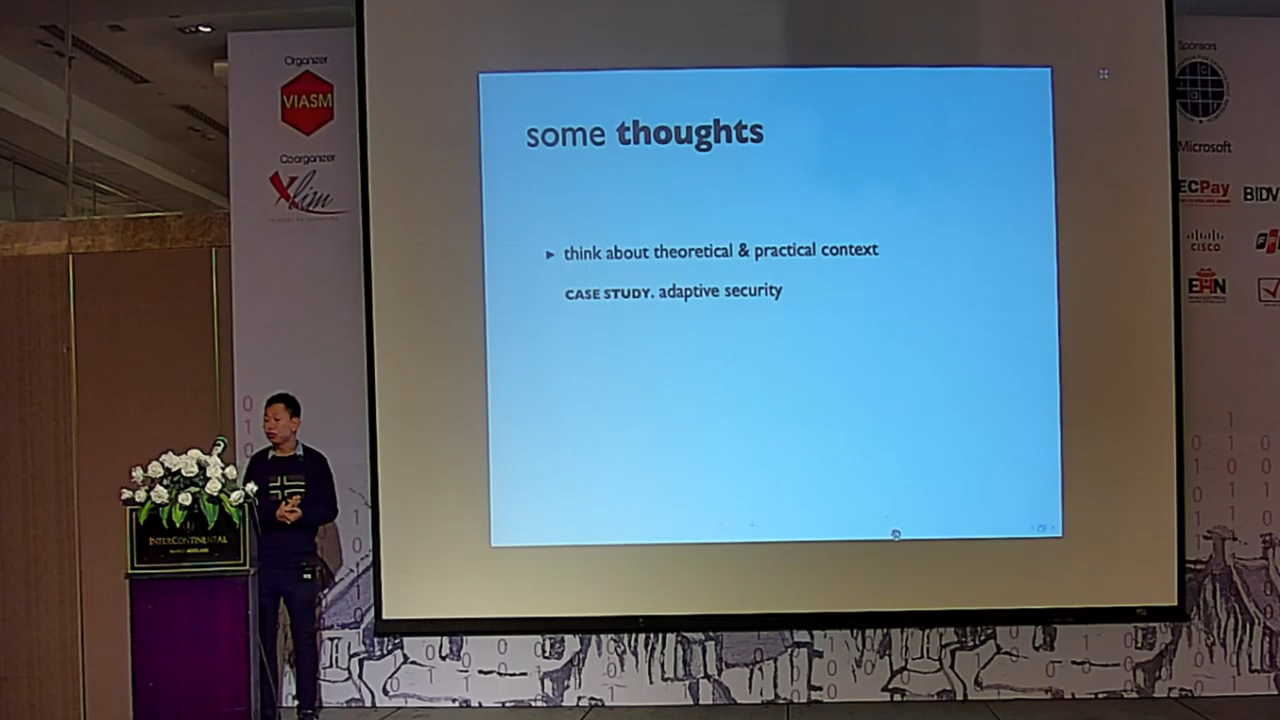 Organizer
VIASM
Coorganizer
Xlim
some thoughts
► think about theoretical & practical context
CASE STUDY. adaptive security
INTERCONTINENTAL
Sponsors
Microsoft
ECPay
BIDV
CISCO